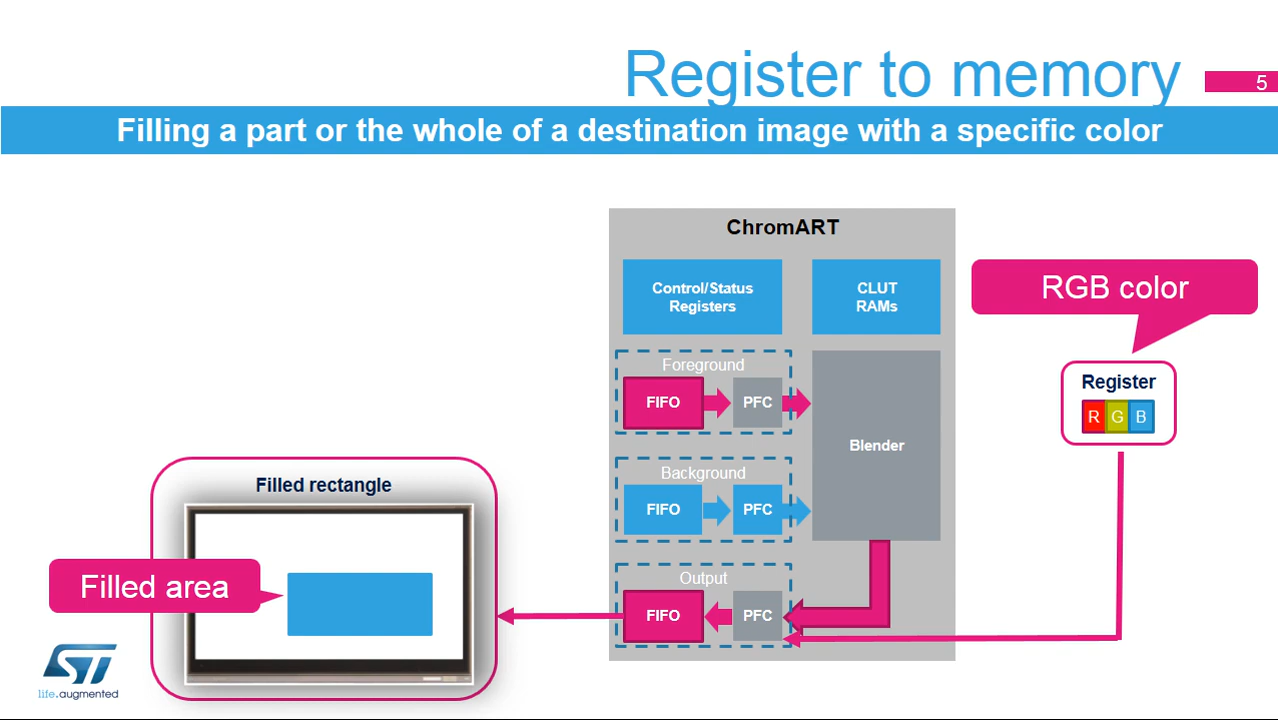 Register to memory
5
Filling a part or the whole of a destination image with a specific color
ChromART
Control/Status
Registers
CLUT
RAMs
RGB color
Foreground
FIFO
PFC
Register
R G B
Blender
Background
FIFO
PFC
Filled rectangle
Filled area
Output
FIFO
PFC
ST
life.augmented